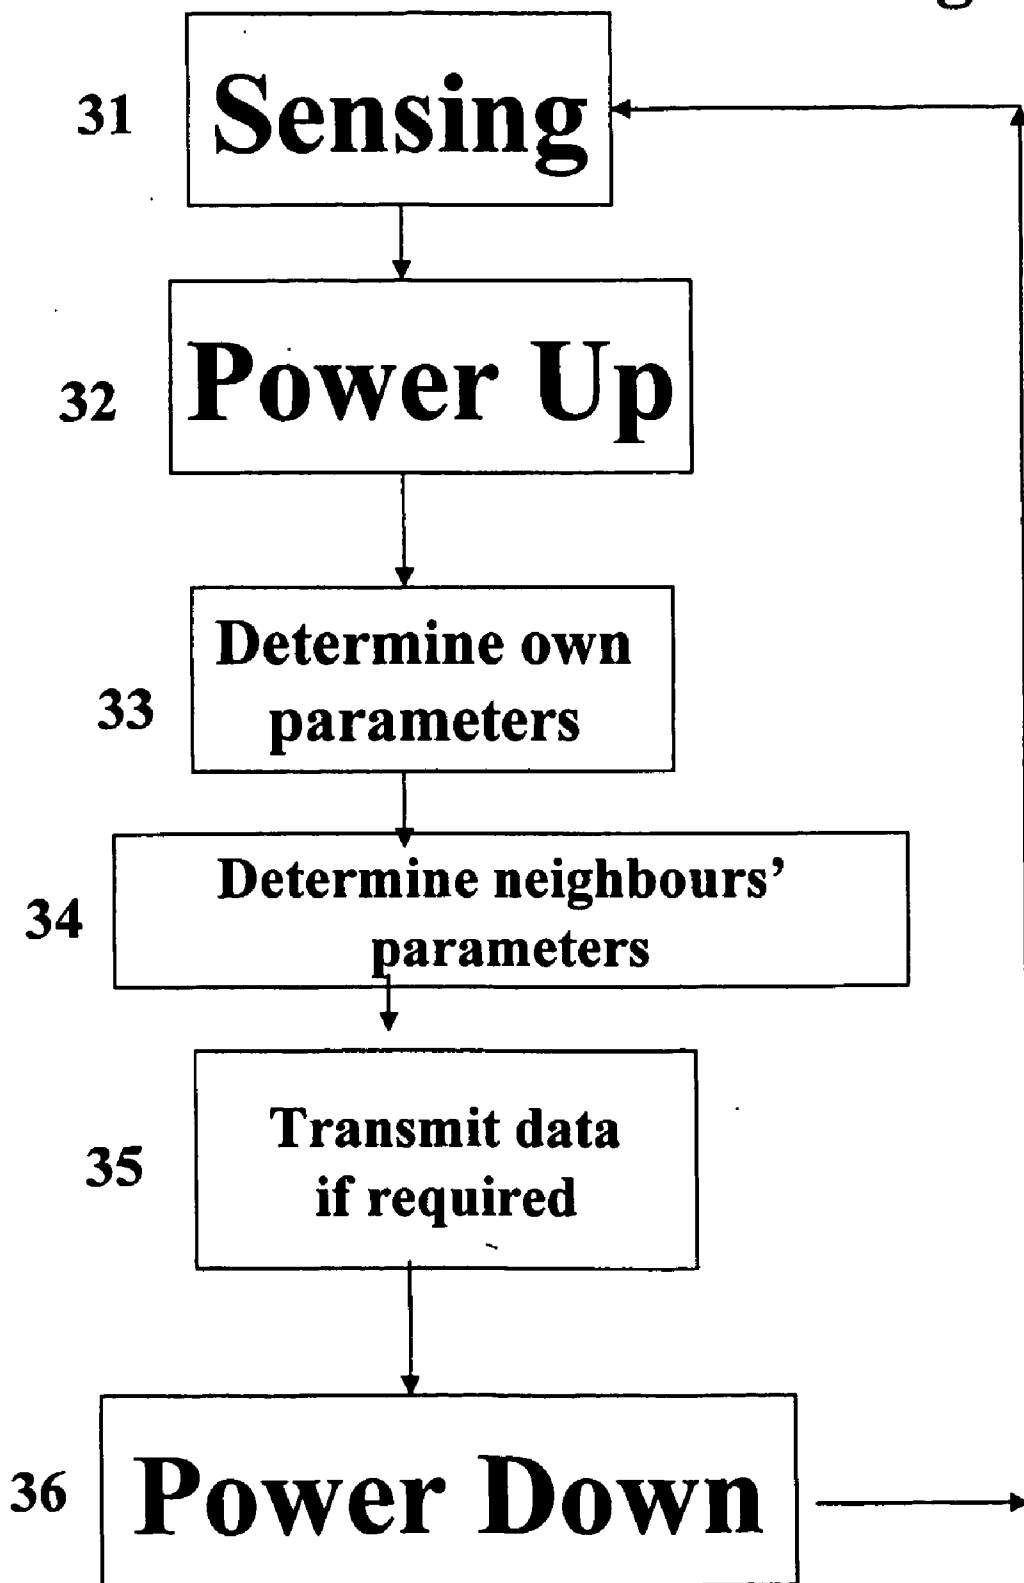 31
Sensing
32
Power Up
33
Determine own
parameters
34
Determine neighbours'
parameters
35
Transmit data
if required
36
Power Down